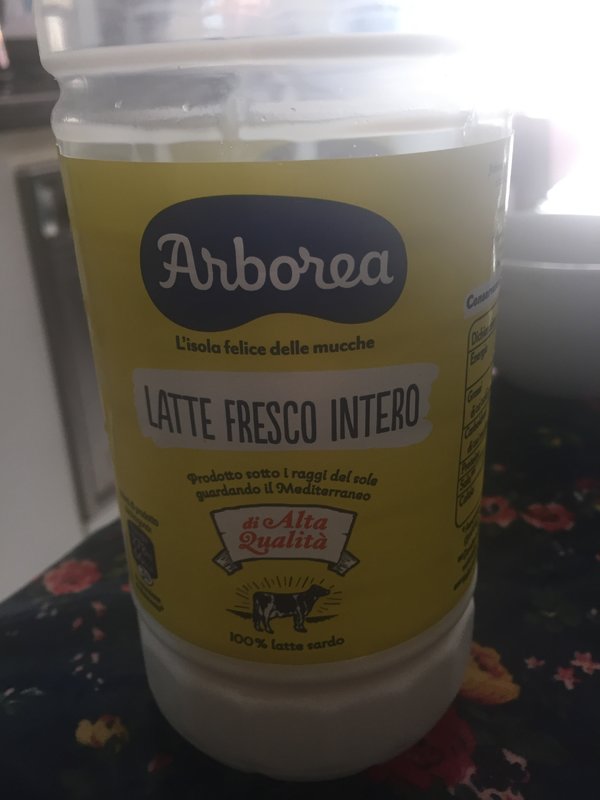 Arborea
L'isola felice delle mucche
LATTE FRESCO INTERO
Prodotto sotto i raggi del sole
guardando il Mediterraneo
di Alta
Qualità
100% latte sardo
Energia